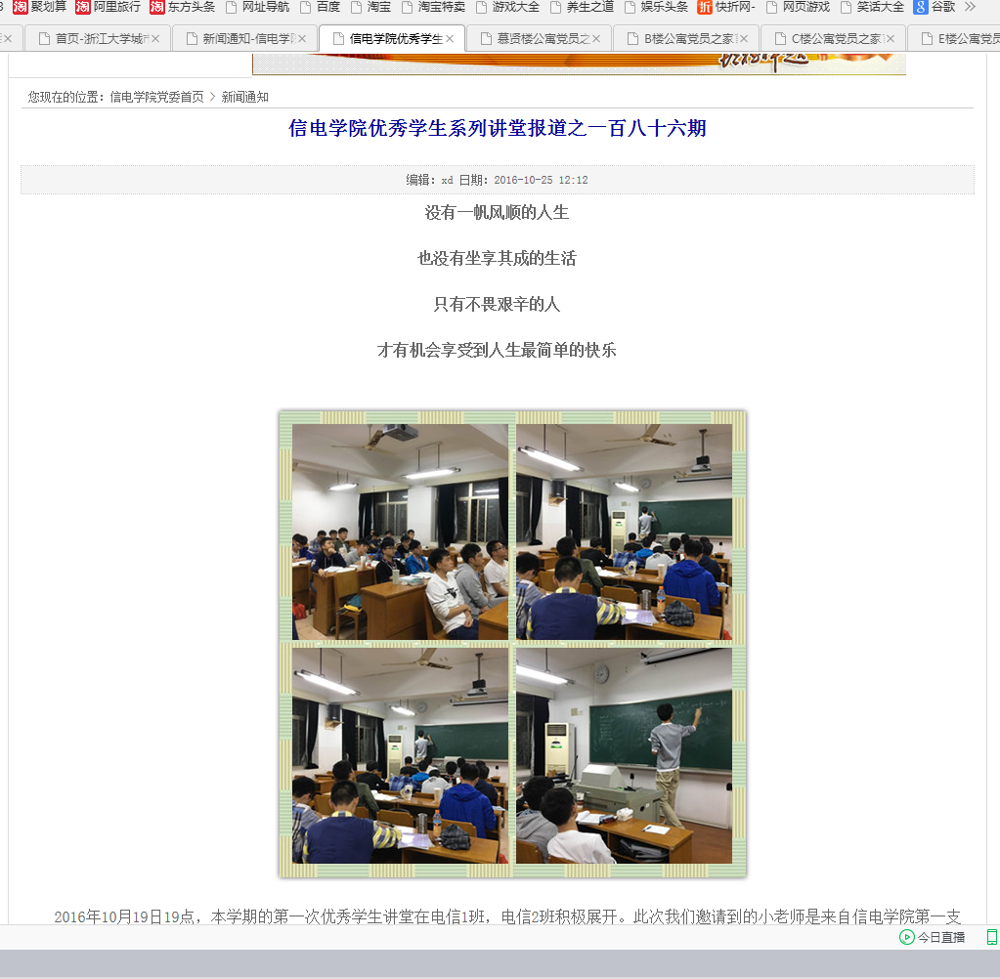 聚划算 阿里旅行 东方头条 网址导航 百度 淘宝 淘宝特卖 游戏大全 养生之道 娱乐头条 快折网- 网页游戏 笑话大全 谷歌
首页-浙江大学城 新闻通知-信电学 信电学院优秀学生 慕贤楼公寓党员之 B楼公寓党员之家 C楼公寓党员之家 E楼公寓党员
您现在的位置：信电学院党委首页 > 新闻通知
信电学院优秀学生系列讲堂报道之一百八十六期
编辑：xd 日期：2016-10-25 12:12
没有一帆风顺的人生
也没有坐享其成的生活
只有不畏艰辛的人
才有机会享受到人生最简单的快乐
2016年10月19日19点，本学期的第一次优秀学生讲堂在电信1班，电信2班积极展开。此次我们邀请到的小老师是来自信电学院第一支
今日直播